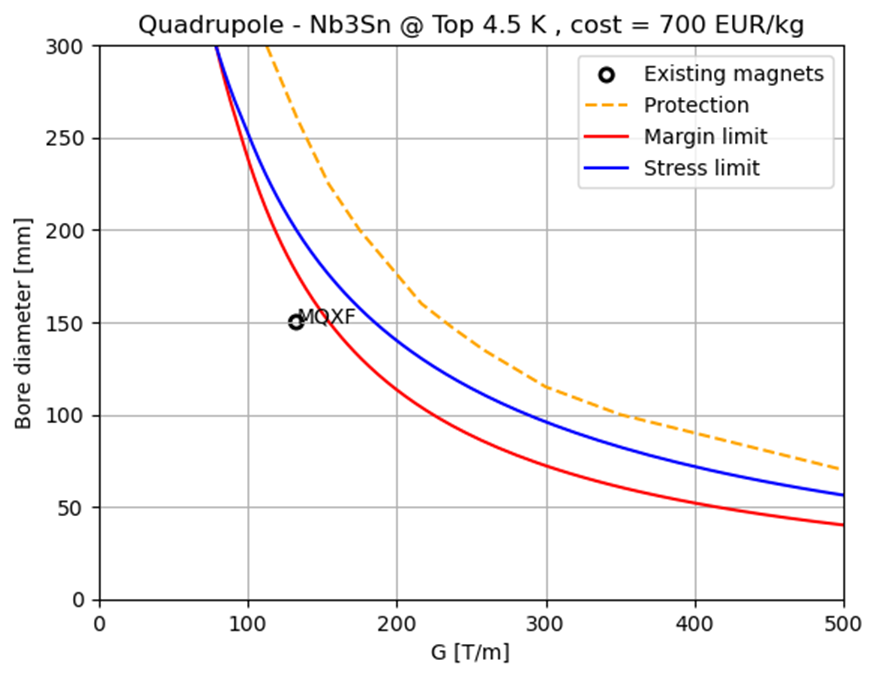 Quadrupole - Nb3Sn @ Top 4.5 K , cost = 700 EUR/kg
Existing magnets
Protection
Margin limit
Stress limit
Bore diameter [mm]
300
250
200
150
100
50
0
MQXF
0 100 200 300 400 500
G [T/m]